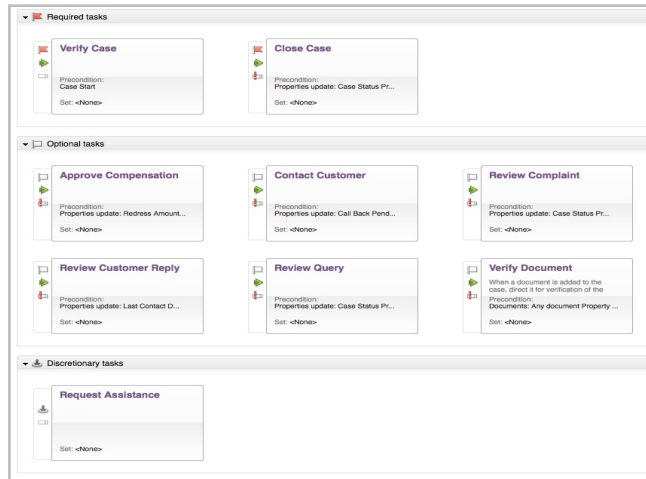 Required tasks
Verify Case
Precondition:
Case Start
Set: <None>
Close Case
Precondition:
Properties update: Case Status Pr...
Set: <None>
Optional tasks
Approve Compensation
Precondition:
Properties update: Redress Amount...
Set: <None>
Contact Customer
Precondition:
Properties update: Call Back Pend...
Set: <None>
Review Complaint
Precondition:
Properties update: Case Status Pr...
Set: <None>
Review Customer Reply
Precondition:
Properties update: Last Contact D...
Set: <None>
Review Query
Precondition:
Properties update: Case Status Pr...
Set: <None>
Verify Document
When a document is added to the
case, direct it for verification of the
Precondition:
Documents: Any document Property ...
Set: <None>
Discretionary tasks
Request Assistance
Set: <None>